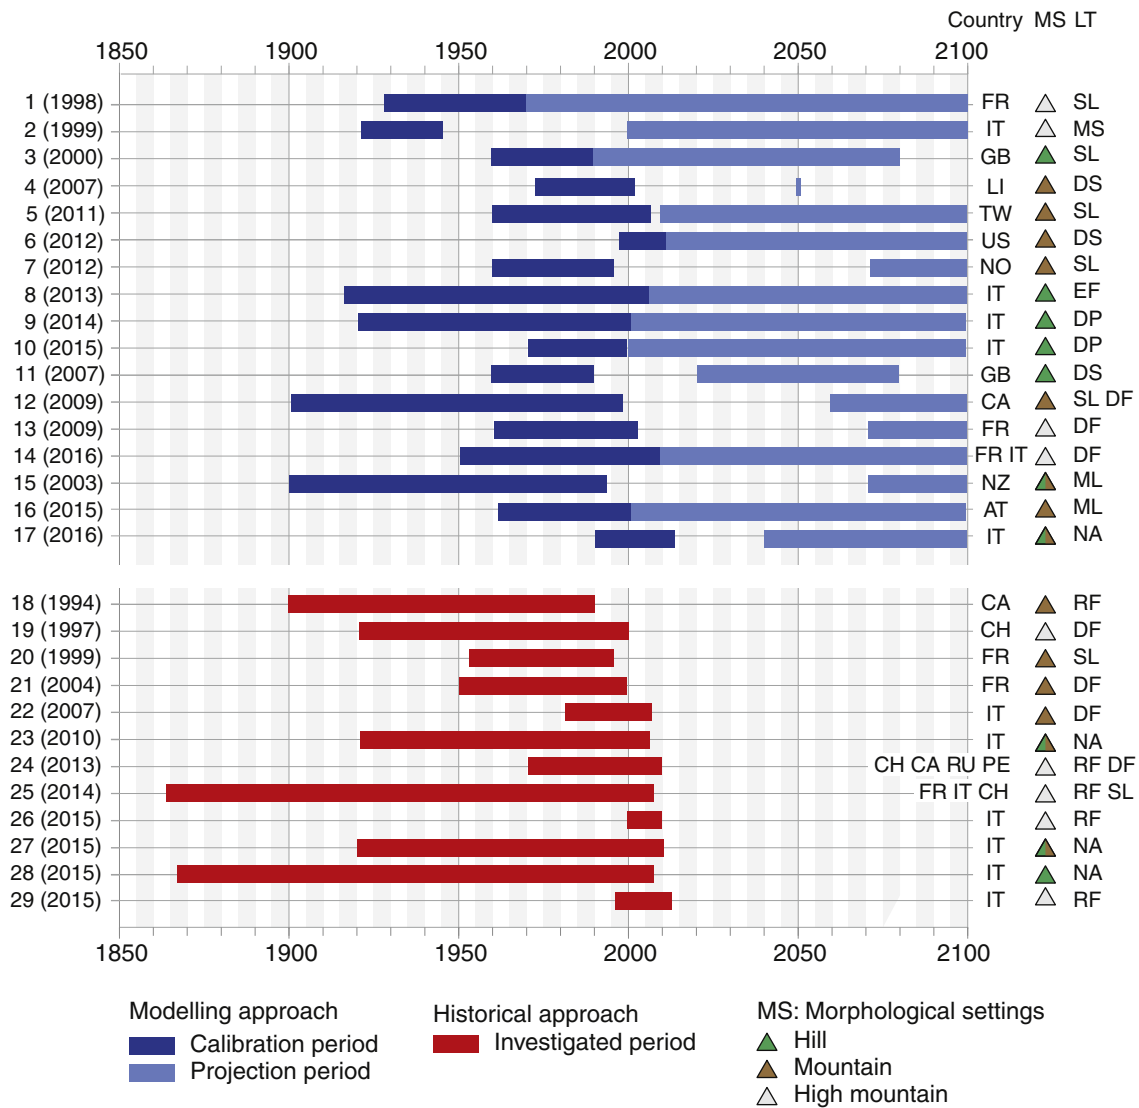 Country MS LT
1850 1900 1950 2000 2050 2100
1 (1998) FR SL
2 (1999) IT MS
3 (2000) GB SL
4 (2007) LI DS
5 (2011) TW SL
6 (2012) US DS
7 (2012) NO SL
8 (2013) IT EF
9 (2014) IT DP
10 (2015) IT DP
11 (2007) GB DS
12 (2009) CA SL DF
13 (2009) FR DF
14 (2016) FR IT DF
15 (2003) NZ ML
16 (2015) AT ML
17 (2016) IT NA
18 (1994) CA RF
19 (1997) CH DF
20 (1999) FR SL
21 (2004) FR DF
22 (2007) IT DF
23 (2010) IT NA
24 (2013) CH CA RU PE RF DF
25 (2014) FR IT CH RF SL
26 (2015) IT RF
27 (2015) IT NA
28 (2015) IT NA
29 (2015) IT RF
1850 1900 1950 2000 2050 2100
Modelling approach
Calibration period
Projection period
Historical approach
Investigated period
MS: Morphological settings
Hill
Mountain
High mountain